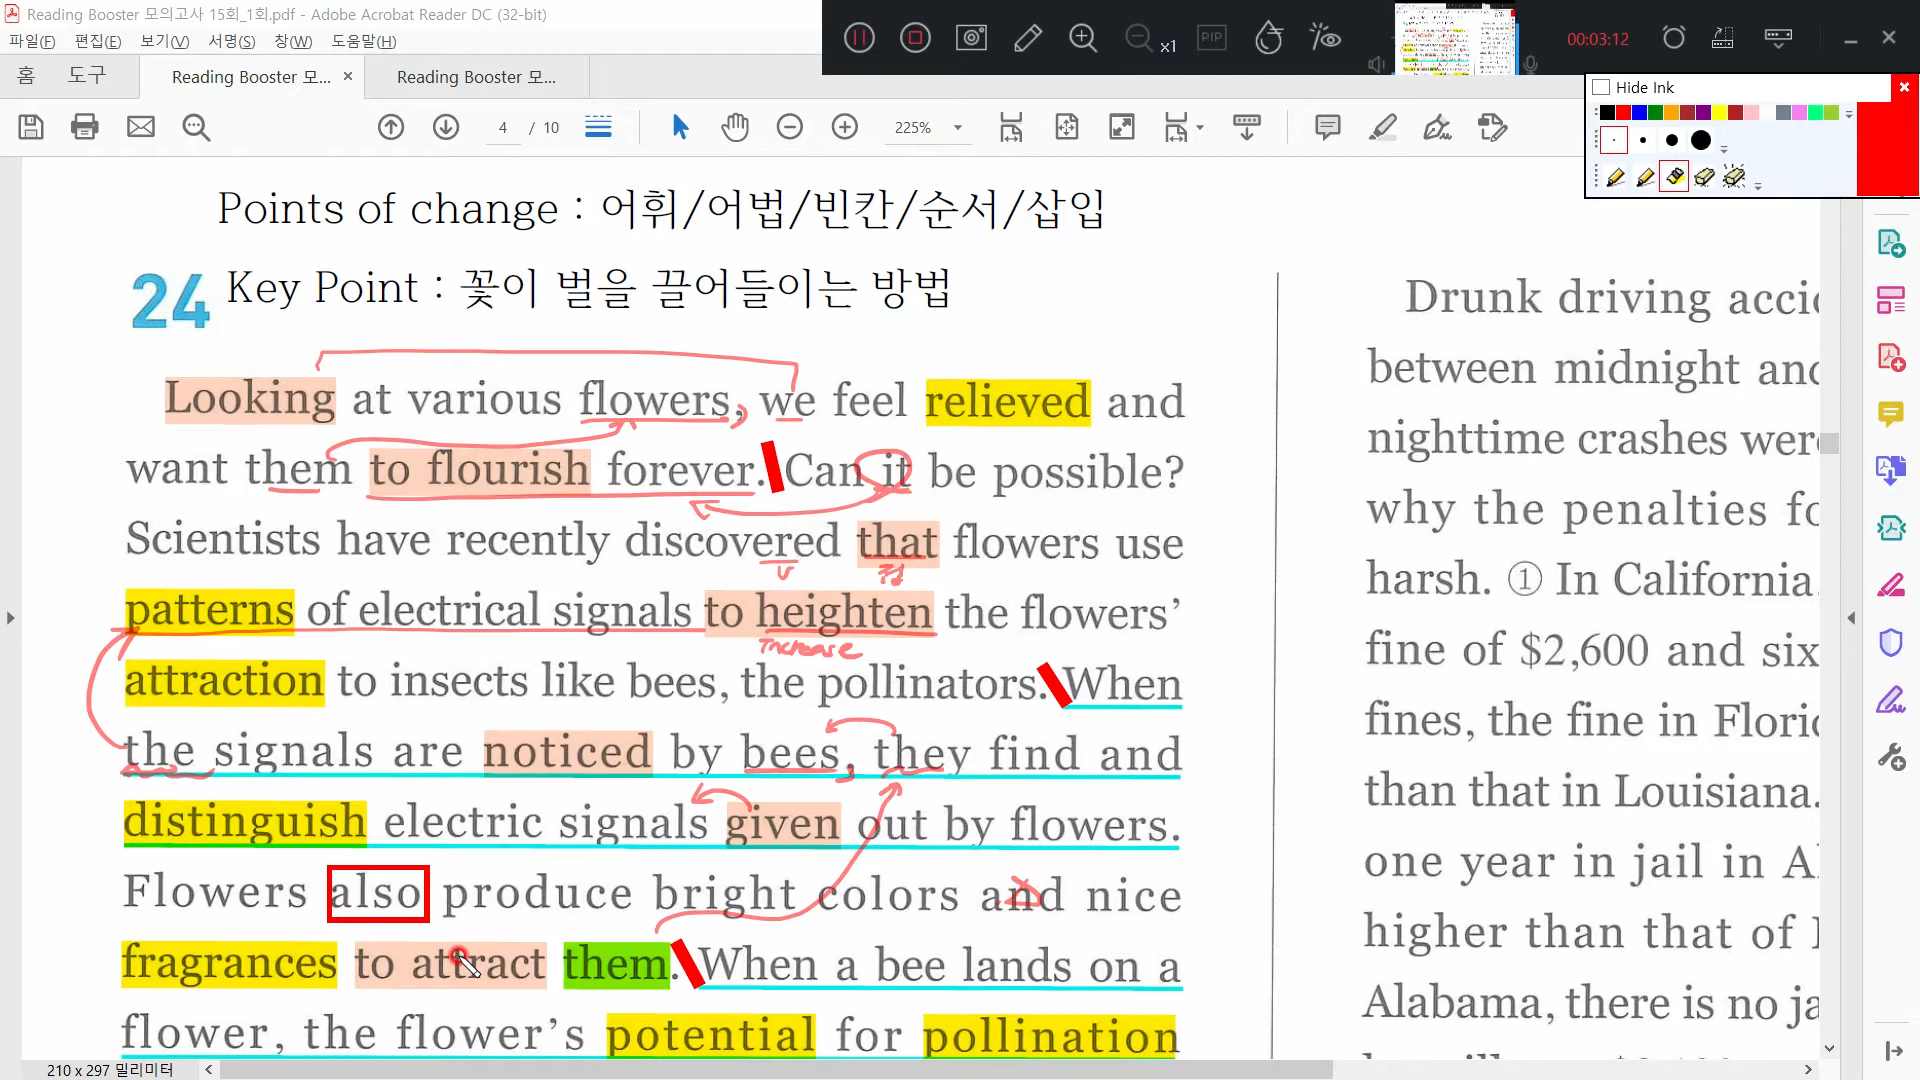 Reading Booster 모의고사 15회_1회.pdf - Adobe Acrobat Reader DC (32-bit)
파일(F) 편집(E) 보기(V) 서명(S) 창(W) 도움말(H)
x1 PIP 00:03:12
홈 도구 Reading Booster 모... × Reading Booster 모...
Hide Ink
4 / 10 225%
Points of change : 어휘/어법/빈칸/순서/삽입
24 Key Point : 꽃이 벌을 끌어들이는 방법
Looking at various flowers, we feel relieved and
want them to flourish forever. Can it be possible?
Scientists have recently discovered that flowers use
v 접
patterns of electrical signals to heighten the flowers’
Increase
attraction to insects like bees, the pollinators. When
the signals are noticed by bees, they find and
distinguish electric signals given out by flowers.
Flowers also produce bright colors and nice
fragrances to attract them. When a bee lands on a
flower, the flower’s potential for pollination
Drunk driving acci
between midnight an
nighttime crashes wer
why the penalties f
harsh. ① In California
fine of $2,600 and six
fines, the fine in Flori
than that in Louisiana.
one year in jail in A
higher than that of
Alabama, there is no ja
210 x 297 밀리미터